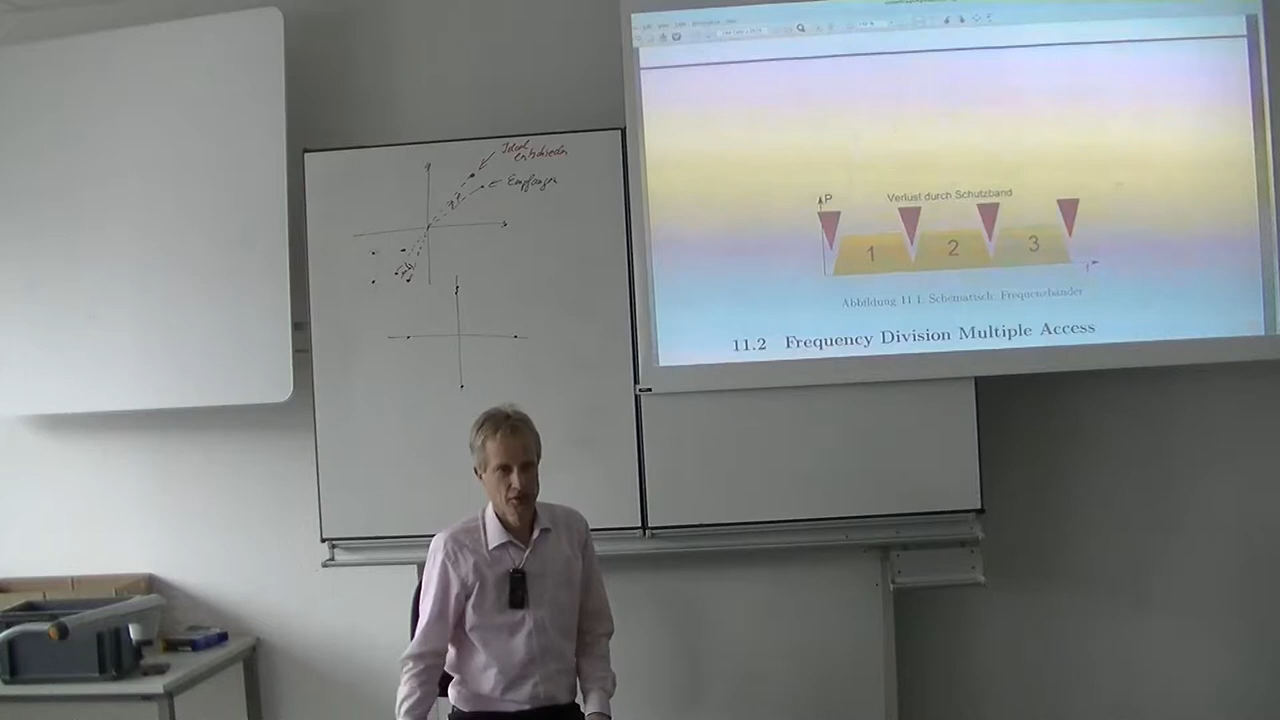 Ideal
entschieden
Empfangen
P
Verlust durch Schutzband
1 2 3
f
Abbildung 11.1. Schematisch: Frequenzbänder
11.2 Frequency Division Multiple Access